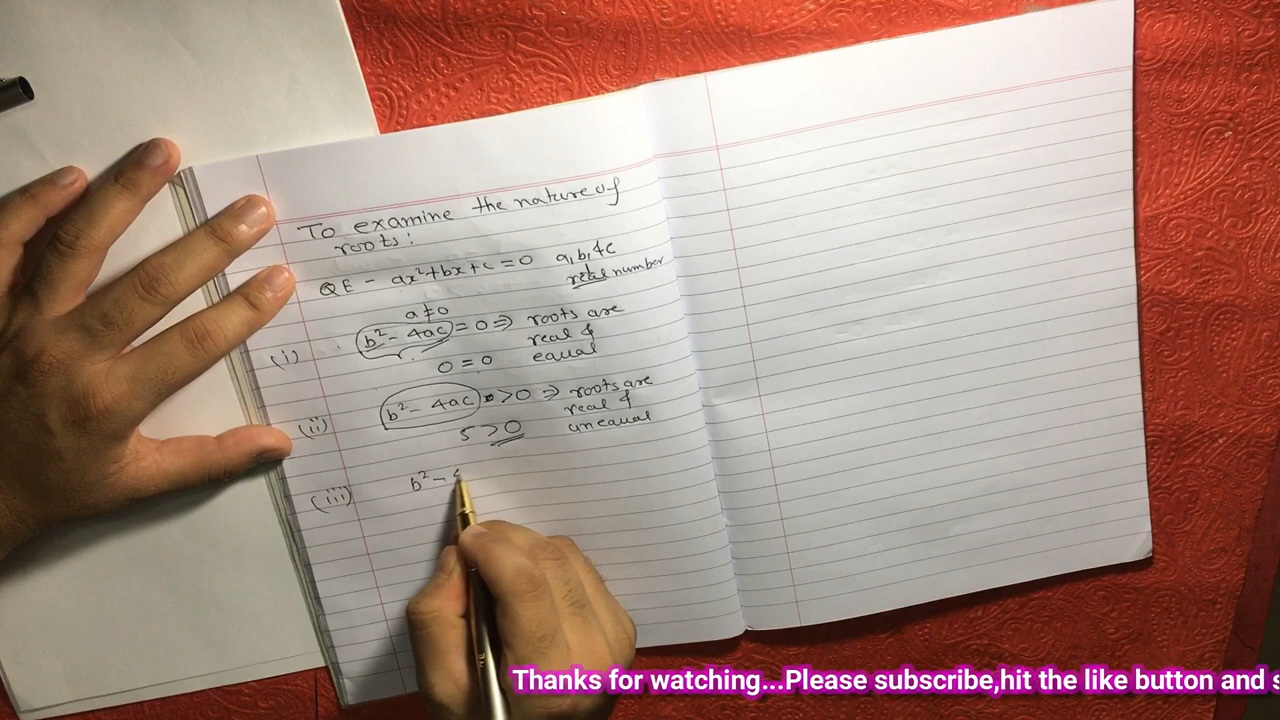 To examine the nature of
roots:
QE - ax²+bx+c=0 a,b,&c
real number
a≠0
(i) b²-4ac=0 ⇒ roots are
real &
0=0 equal
(ii) b²-4ac >0 ⇒ roots are
real &
5>0 unequal
(iii) b²-
Thanks for watching...Please subscribe,hit the like button and s